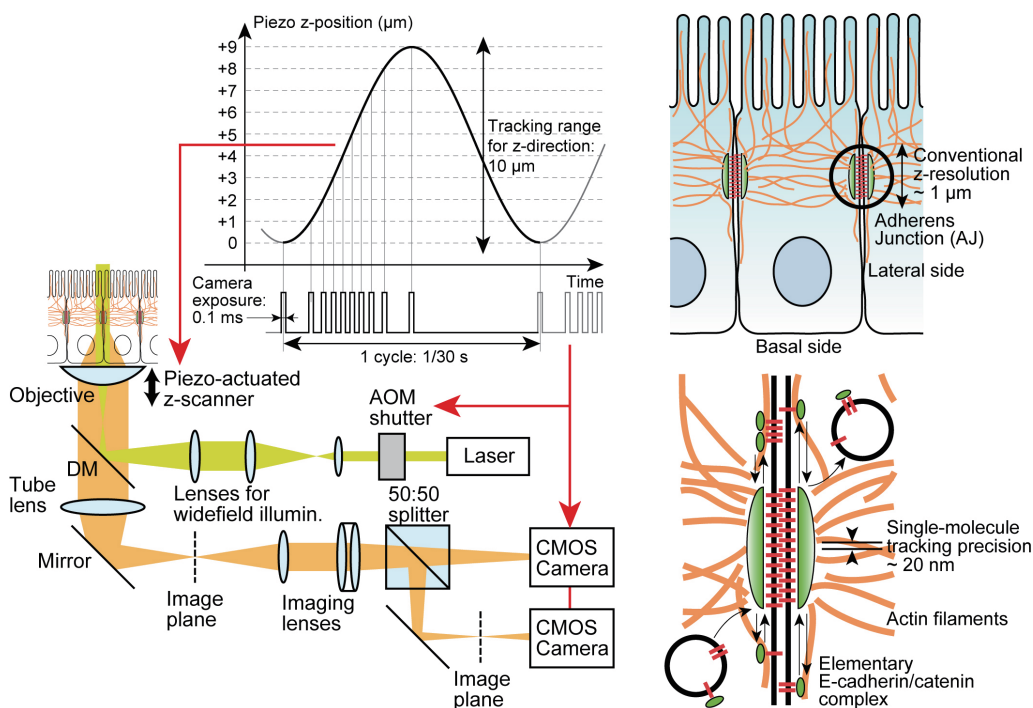 Piezo z-position (µm)
+9
+8
+7
+6
+5
+4
+3
+2
+1
0
Tracking range
for z-direction:
10 µm
Time
Camera
exposure:
0.1 ms
1 cycle: 1/30 s
Objective
Piezo-actuated
z-scanner
AOM
shutter
Laser
DM
Tube
lens
Lenses for
widefield illumin.
50:50
splitter
Mirror
Image
plane
Imaging
lenses
CMOS
Camera
CMOS
Camera
Image
plane
Conventional
z-resolution
~ 1 µm
Adherens
Junction (AJ)
Lateral side
Basal side
Single-molecule
tracking precision
~ 20 nm
Actin filaments
Elementary
E-cadherin/catenin
complex